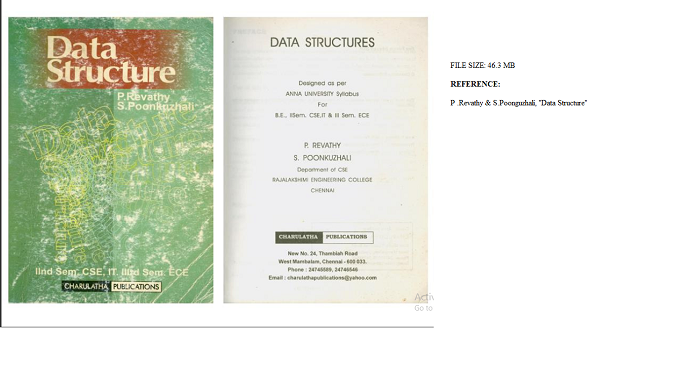 Data
Structure
P.Revathy
S.Poonkuzhali
IInd Sem. CSE, IT. IIIrd Sem. ECE
CHARULATHA PUBLICATIONS
DATA STRUCTURES
Designed as per
ANNA UNIVERSITY Syllabus
For
B.E., IISem. CSE,IT & III Sem. ECE
P. REVATHY
S. POONKUZHALI
Department of CSE
RAJALAKSHMI ENGINEERING COLLEGE
CHENNAI
CHARULATHA PUBLICATIONS
New No. 24, Thambiah Road
West Mambalam, Chennai - 600 033.
Phone : 24745589, 24746546
Email : charulathapublications@yahoo.com
Activ
Go to
FILE SIZE: 46.3 MB
REFERENCE:
P .Revathy & S.Poonguzhali, "Data Structure"